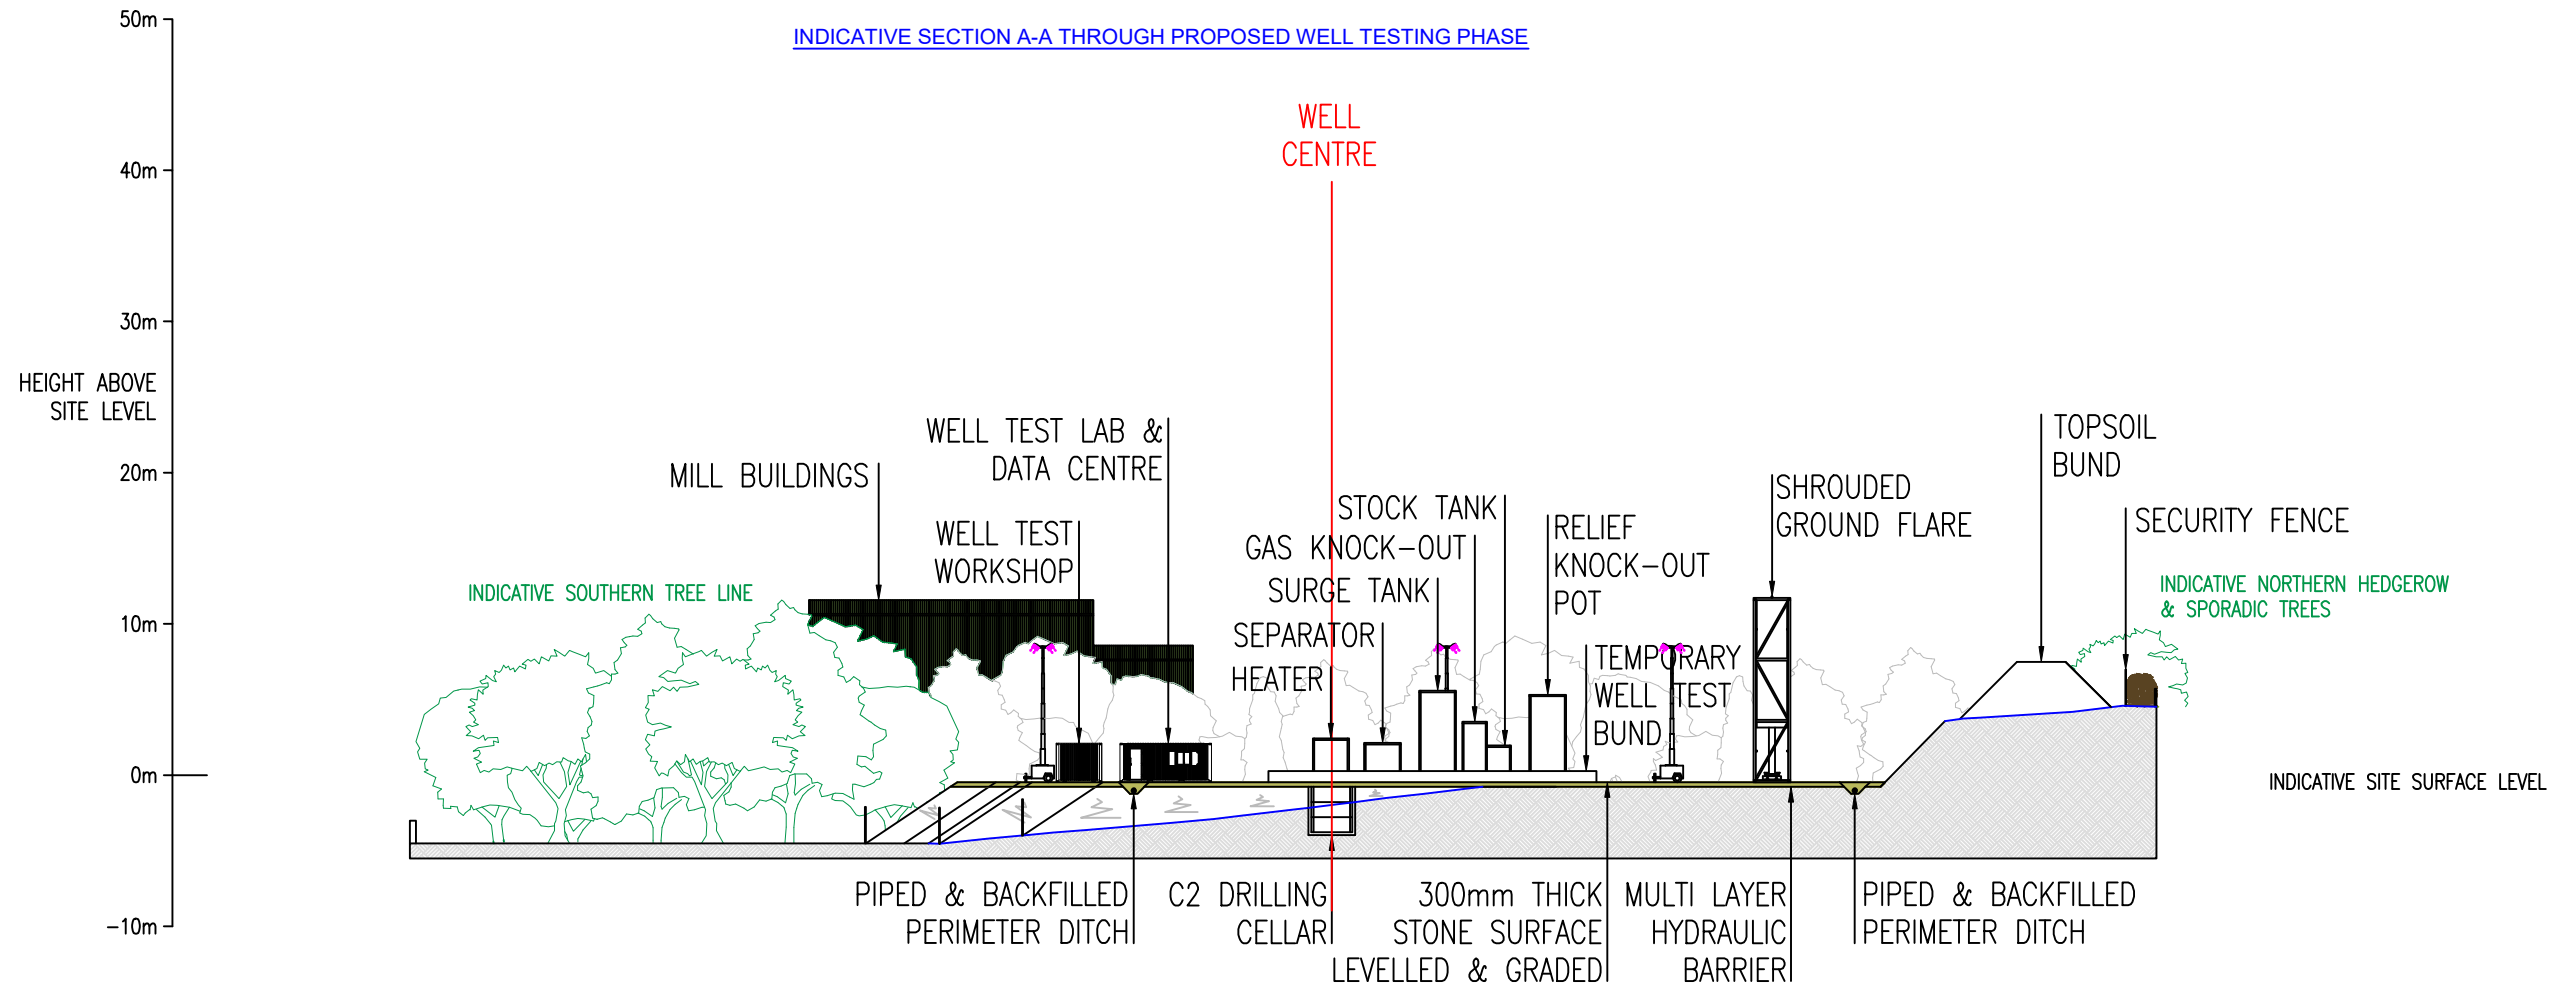 50m
INDICATIVE SECTION A-A THROUGH PROPOSED WELL TESTING PHASE
40m
30m
20m
10m
0m
-10m
HEIGHT ABOVE
SITE LEVEL
WELL
CENTRE
MILL BUILDINGS
WELL TEST LAB &
DATA CENTRE
WELL TEST
WORKSHOP
INDICATIVE SOUTHERN TREE LINE
STOCK TANK
GAS KNOCK-OUT
SURGE TANK
SEPARATOR
HEATER
RELIEF
KNOCK-OUT
POT
TEMPORARY
WELL TEST
BUND
SHROUDED
GROUND FLARE
TOPSOIL
BUND
SECURITY FENCE
INDICATIVE NORTHERN HEDGEROW
& SPORADIC TREES
INDICATIVE SITE SURFACE LEVEL
PIPED & BACKFILLED
PERIMETER DITCH
C2 DRILLING
CELLAR
300mm THICK
STONE SURFACE
LEVELLED & GRADED
MULTI LAYER
HYDRAULIC
BARRIER
PIPED & BACKFILLED
PERIMETER DITCH